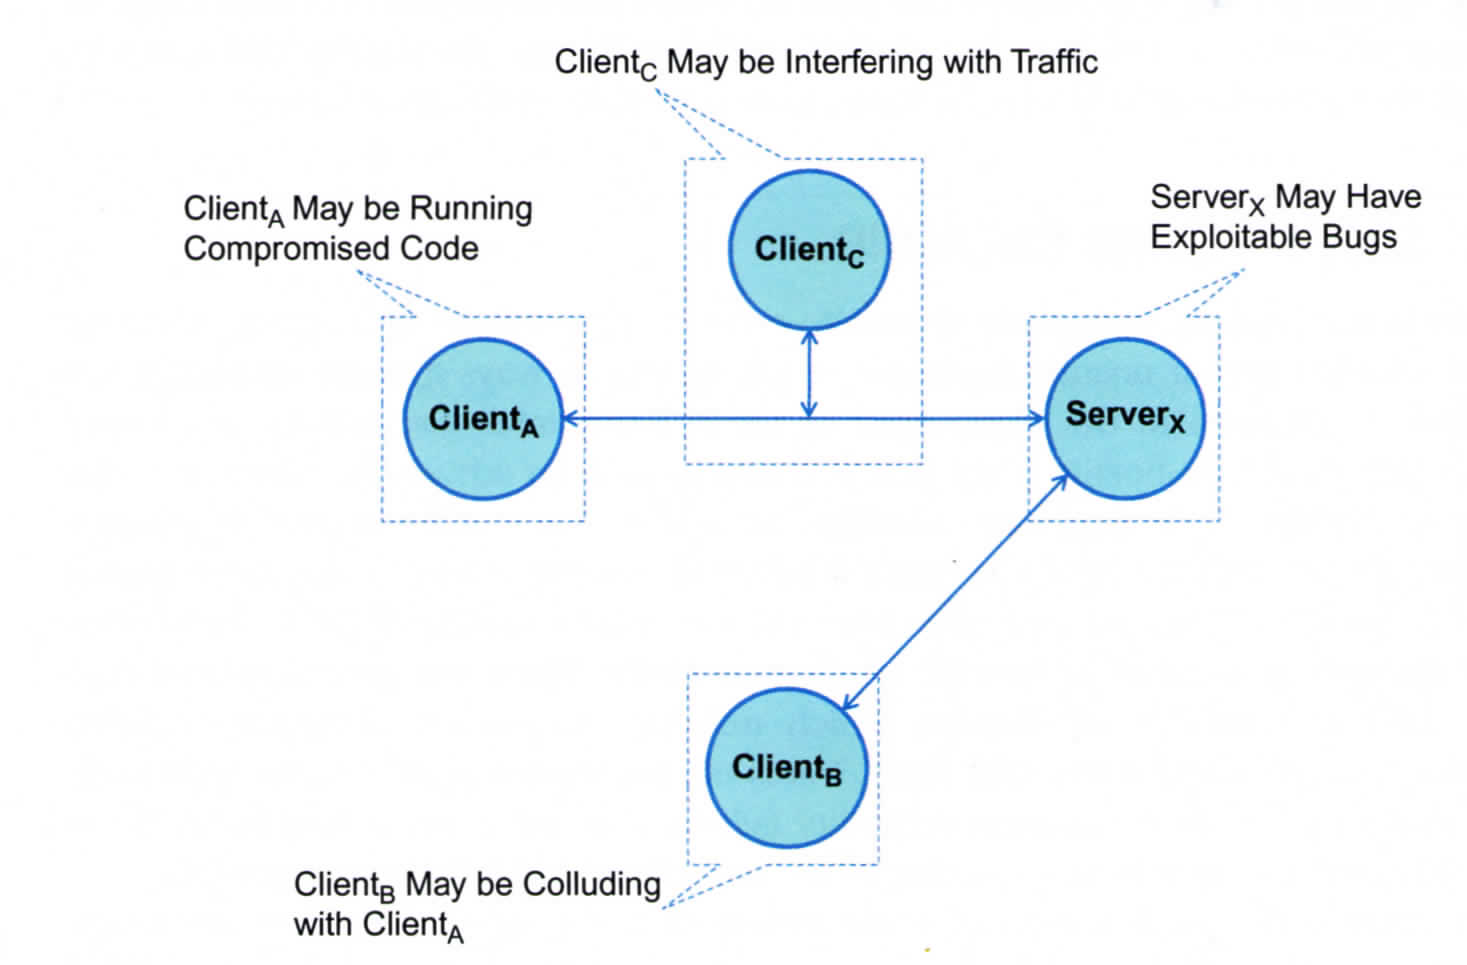 Client_C May be Interfering with Traffic
Client_A May be Running
Compromised Code
Server_X May Have
Exploitable Bugs
Client_C
Client_A
Server_X
Client_B
Client_B May be Colluding
with Client_A